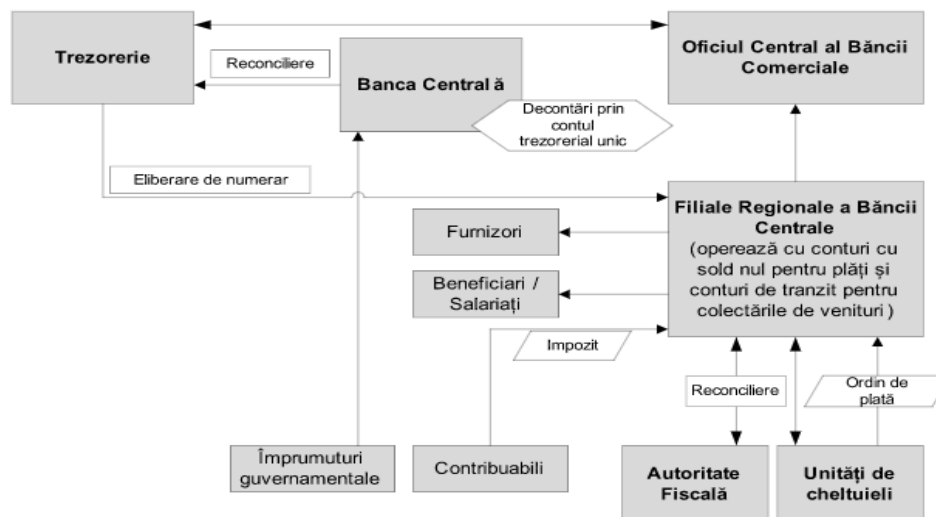 Trezorerie
Reconciliere
Banca Centrală
Oficiul Central al Băncii
Comerciale
Decontări prin
contul
trezorerial unic
Eliberare de numerar
Filiale Regionale a Băncii
Centrale
(operează cu conturi cu
sold nul pentru plăți și
conturi de tranzit pentru
colectările de venituri)
Furnizori
Beneficiari /
Salariați
Impozit
Reconciliere
Ordin de
plată
Împrumuturi
guvernamentale
Contribuabili
Autoritate
Fiscală
Unități de
cheltuieli